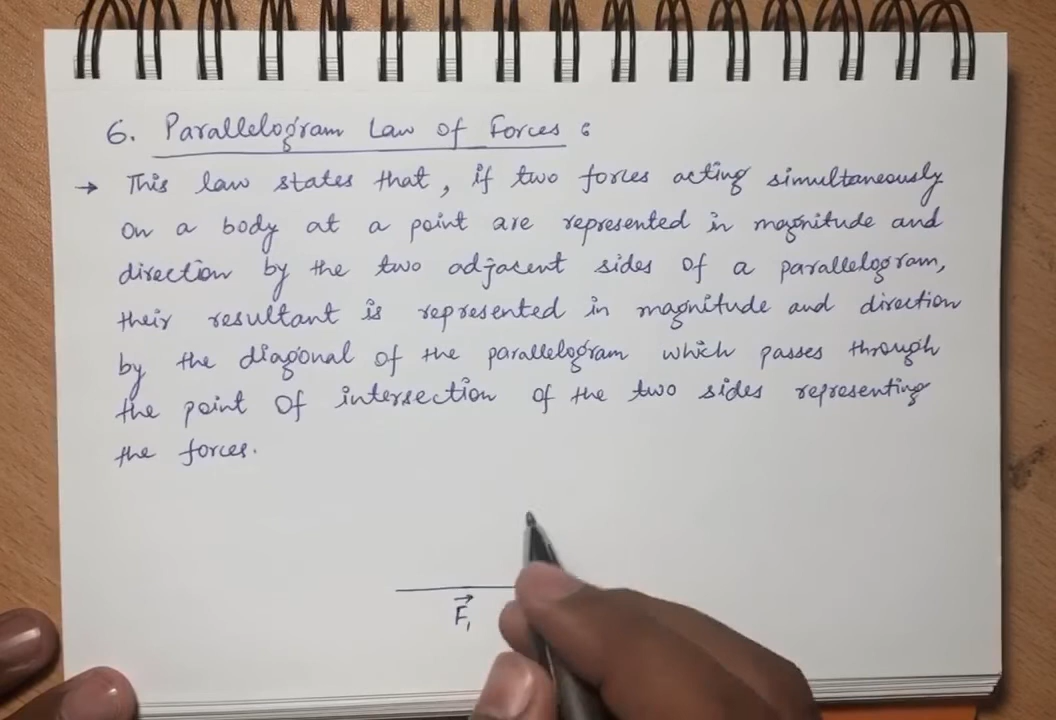 6. Parallelogram Law of Forces :
→ This law states that, if two forces acting simultaneously
on a body at a point are represented in magnitude and
direction by the two adjacent sides of a parallelogram,
their resultant is represented in magnitude and direction
by the diagonal of the parallelogram which passes through
the point of intersection of the two sides representing
the forces.
F⃗₁